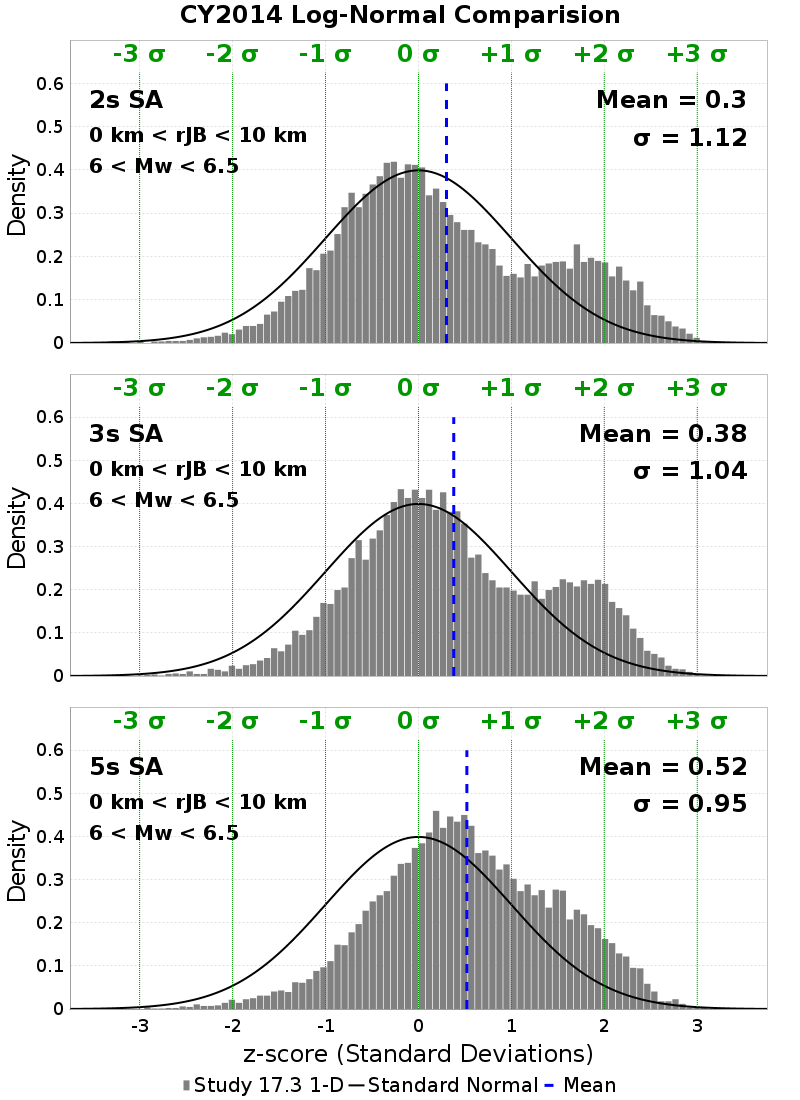 CY2014 Log-Normal Comparision
-3 σ -2 σ -1 σ 0 σ +1 σ +2 σ +3 σ
2s SA
0 km < rJB < 10 km
6 < Mw < 6.5
Mean = 0.3
σ = 1.12
Density
0.6
0.5
0.4
0.3
0.2
0.1
0
-3 σ -2 σ -1 σ 0 σ +1 σ +2 σ +3 σ
3s SA
0 km < rJB < 10 km
6 < Mw < 6.5
Mean = 0.38
σ = 1.04
Density
0.6
0.5
0.4
0.3
0.2
0.1
0
-3 σ -2 σ -1 σ 0 σ +1 σ +2 σ +3 σ
5s SA
0 km < rJB < 10 km
6 < Mw < 6.5
Mean = 0.52
σ = 0.95
Density
0.6
0.5
0.4
0.3
0.2
0.1
0
-3 -2 -1 0 1 2 3
z-score (Standard Deviations)
Study 17.3 1-D Standard Normal Mean